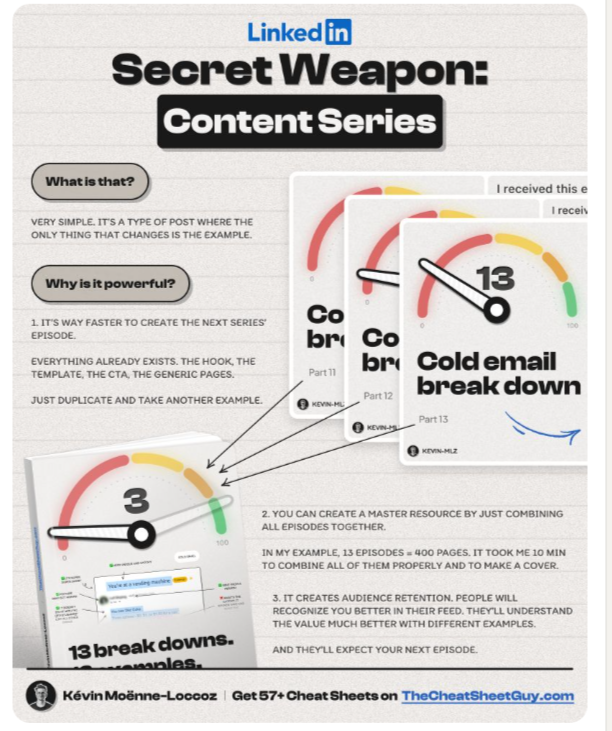 LinkedIn
Secret Weapon:
Content Series
What is that?
VERY SIMPLE. IT'S A TYPE OF POST WHERE THE
ONLY THING THAT CHANGES IS THE EXAMPLE.
Why is it powerful?
1. IT'S WAY FASTER TO CREATE THE NEXT SERIES'
EPISODE.
EVERYTHING ALREADY EXISTS. THE HOOK, THE
TEMPLATE, THE CTA, THE GENERIC PAGES.
JUST DUPLICATE AND TAKE ANOTHER EXAMPLE.
I received this e
0
Co
bre
Part 11
KEVIN-MLZ
I receiv
0
Co
bre
Part 12
KEVIN-ML
13
0
100
Cold email
break down
Part 13
KEVIN-MLZ
3
0
100
You're in a vending machine
13 break downs.
13 examples.
2. YOU CAN CREATE A MASTER RESOURCE BY JUST COMBINING
ALL EPISODES TOGETHER.
IN MY EXAMPLE, 13 EPISODES = 400 PAGES. IT TOOK ME 10 MIN
TO COMBINE ALL OF THEM PROPERLY AND TO MAKE A COVER.
3. IT CREATES AUDIENCE RETENTION. PEOPLE WILL
RECOGNIZE YOU BETTER IN THEIR FEED. THEY'LL UNDERSTAND
THE VALUE MUCH BETTER WITH DIFFERENT EXAMPLES.
AND THEY'LL EXPECT YOUR NEXT EPISODE.
Kévin Moënne-Loccoz | Get 57+ Cheat Sheets on TheCheatSheetGuy.com